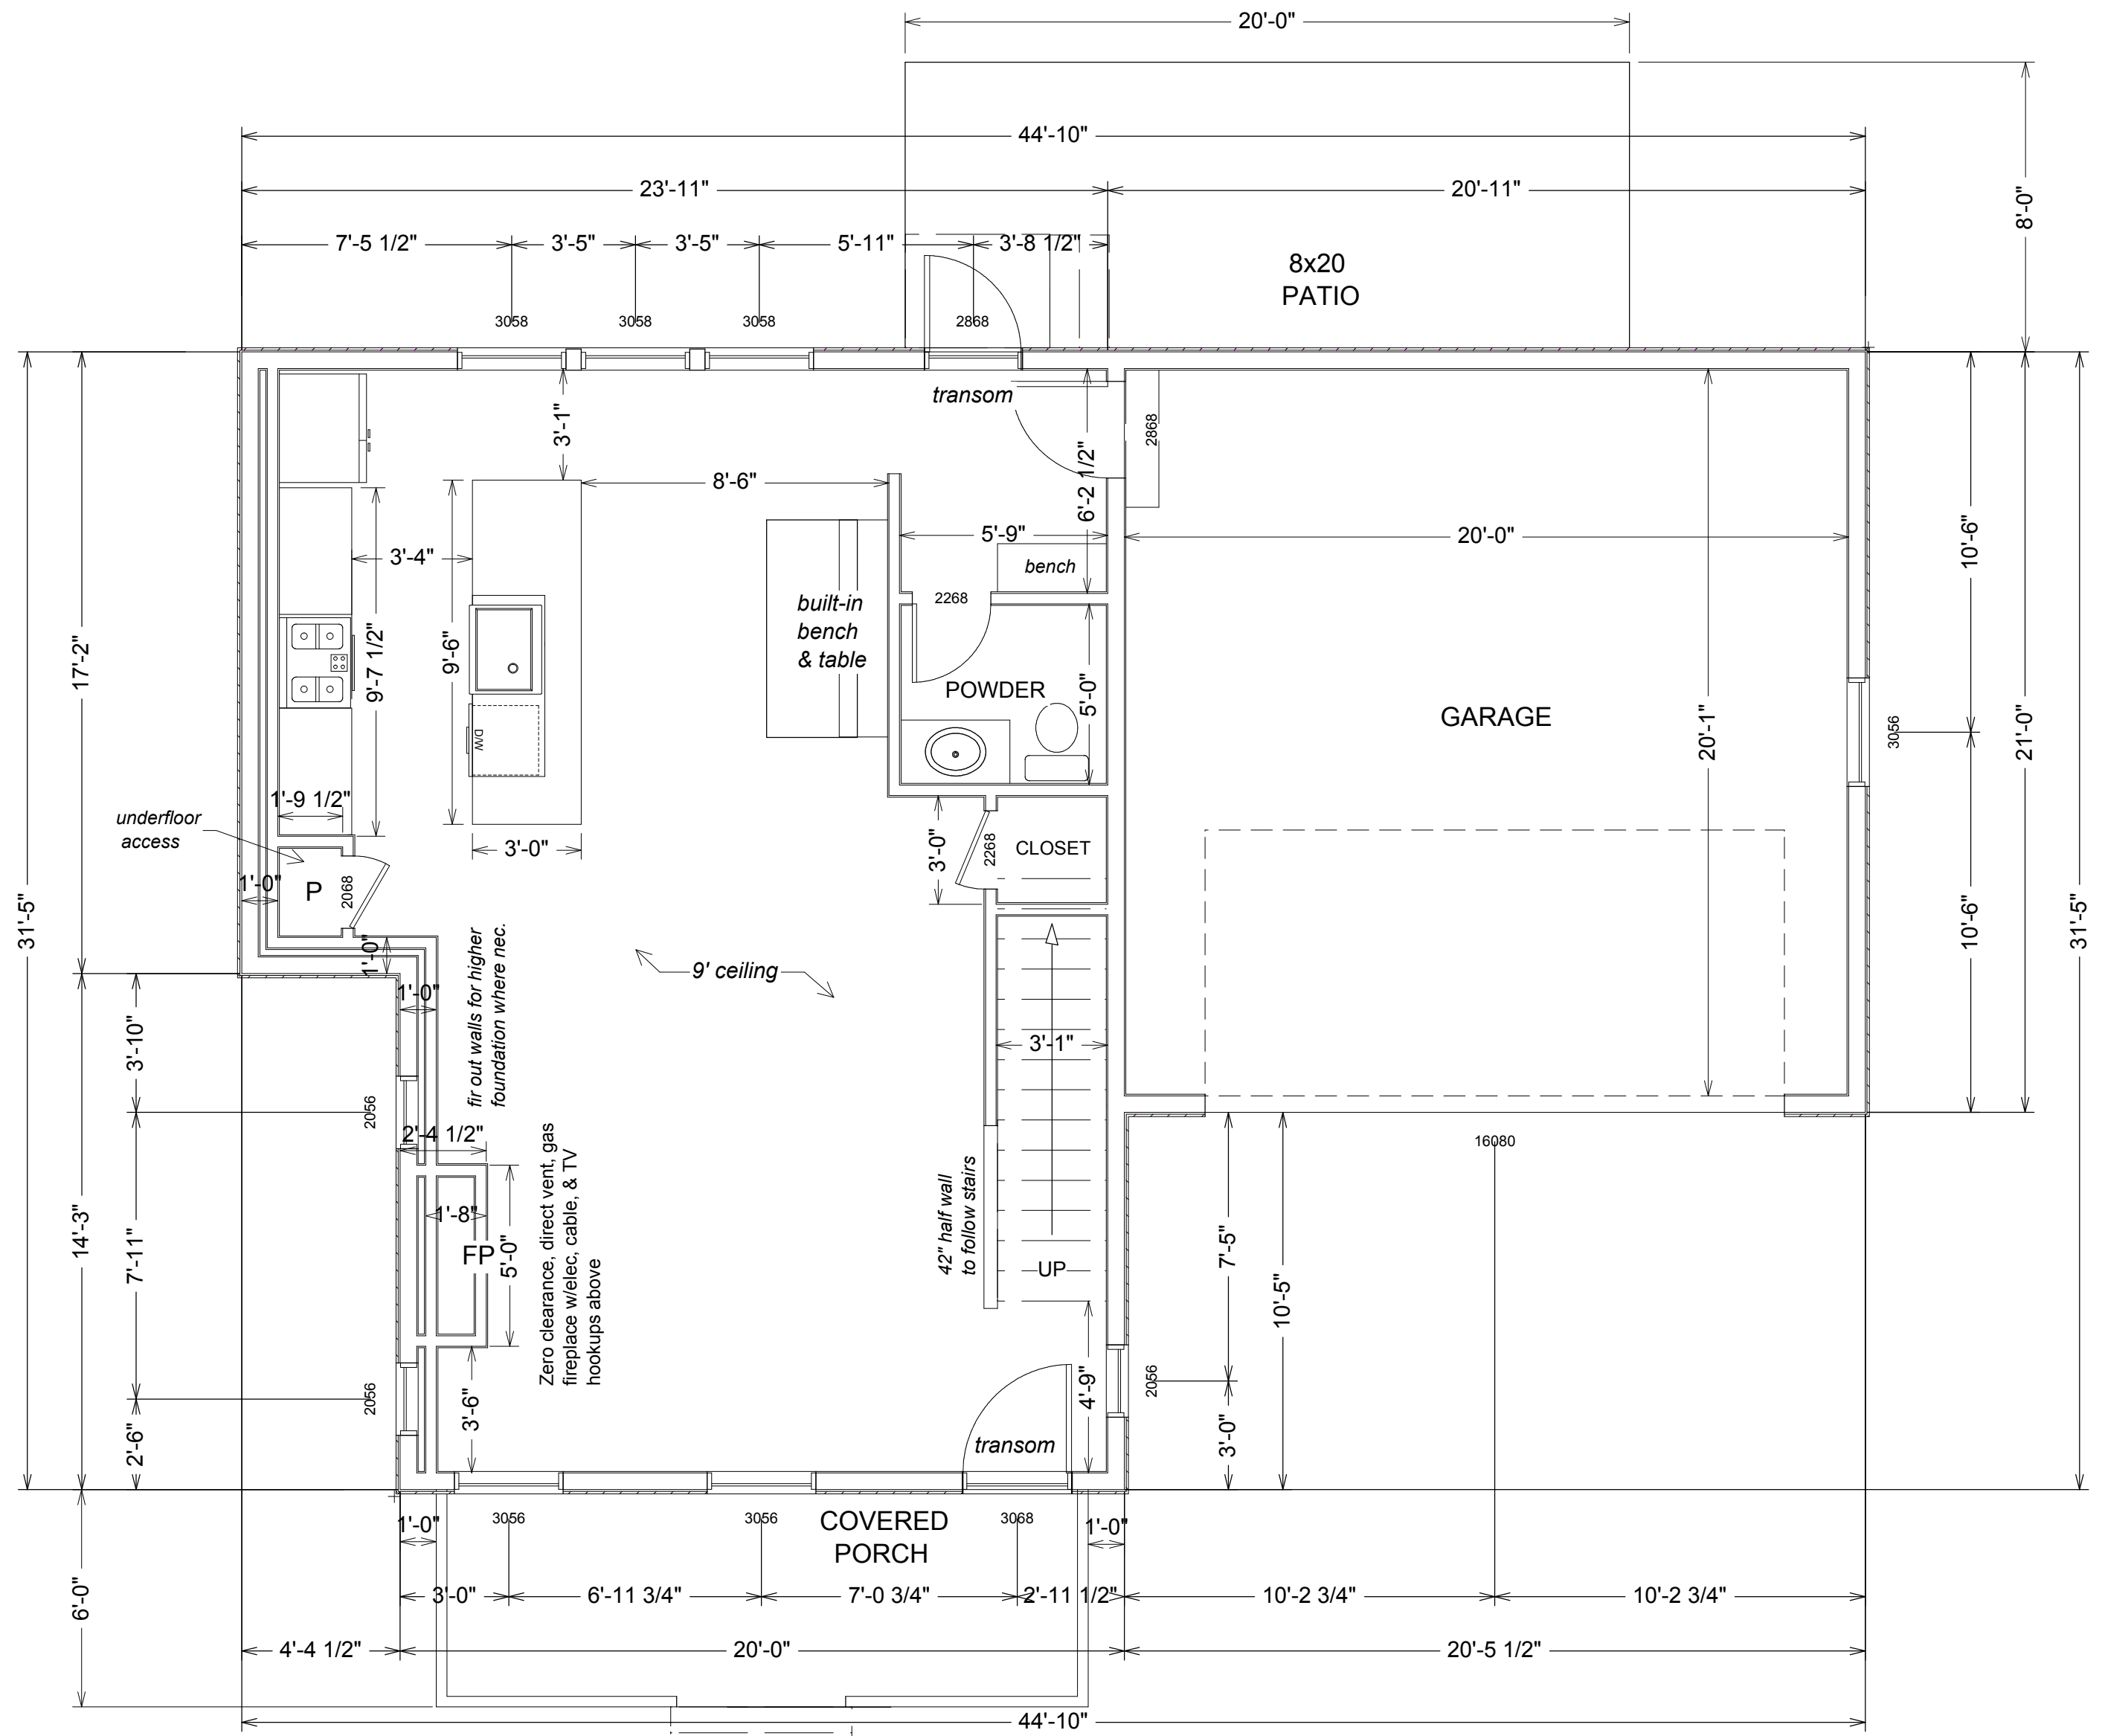 20'-0"
44'-10"
23'-11"
20'-11"
8'-0"
7'-5 1/2"
3'-5"
3'-5"
5'-11"
3'-8 1/2"
8x20
PATIO
3058
3058
3058
2868
transom
3'-1"
2868
6'-2 1/2"
8'-6"
5'-9"
20'-0"
10'-6"
3'-4"
bench
2268
built-in
bench
& table
9'-7 1/2"
9'-6"
17'-2"
POWDER
5'-0"
D/W
GARAGE
20'-1"
3056
21'-0"
1'-9 1/2"
underfloor
access
3'-0"
3'-0"
2268
CLOSET
1'-0"
P
2068
31'-5"
10'-6"
31'-5"
1'-0"
9' ceiling
1'-0"
fir out walls for higher
foundation where nec.
3'-10"
3'-1"
2056
2'-4 1/2"
16080
Zero clearance, direct vent, gas
fireplace w/elec, cable, & TV
hookups above
42" half wall
to follow stairs
1'-8"
FP
5'-0"
14'-3"
7'-11"
UP
7'-5"
10'-5"
2056
2056
3'-6"
4'-9"
transom
2'-6"
3'-0"
1'-0"
3056
3056
COVERED
PORCH
3068
1'-0"
6'-0"
3'-0"
6'-11 3/4"
7'-0 3/4"
2'-11 1/2"
10'-2 3/4"
10'-2 3/4"
4'-4 1/2"
20'-0"
20'-5 1/2"
44'-10"